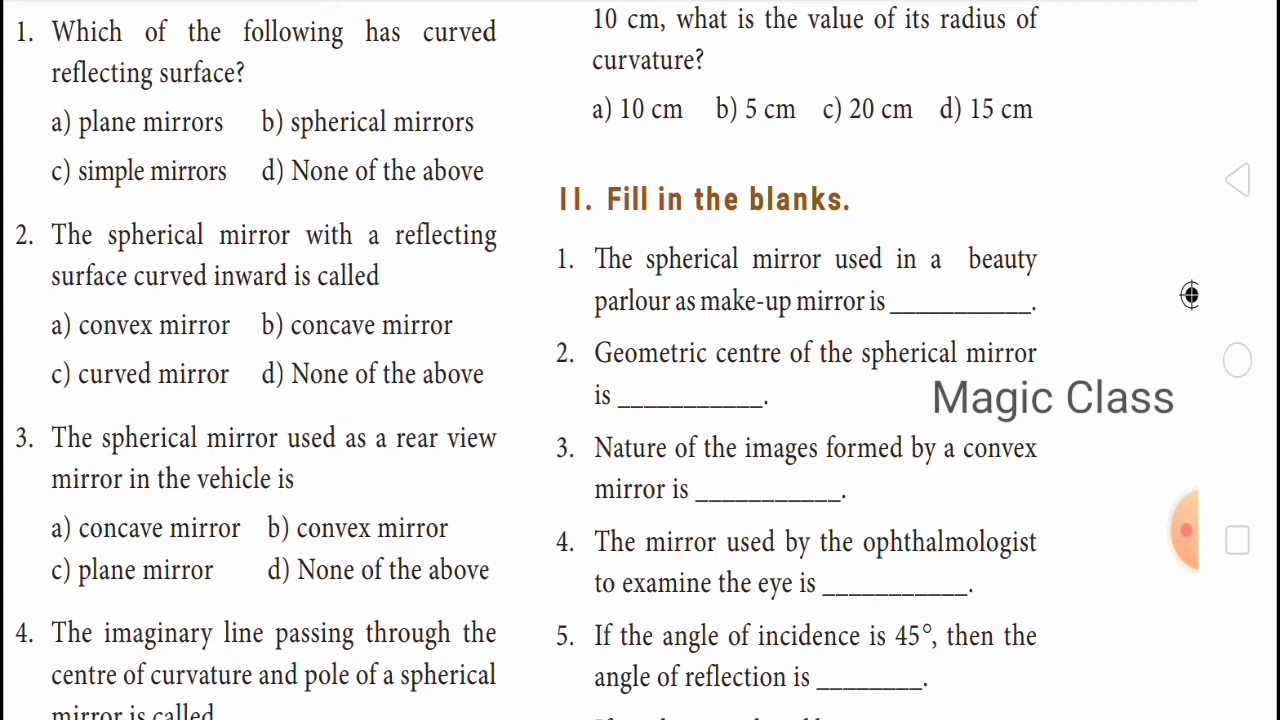 1. Which of the following has curved
reflecting surface?
a) plane mirrors b) spherical mirrors
c) simple mirrors d) None of the above
2. The spherical mirror with a reflecting
surface curved inward is called
a) convex mirror b) concave mirror
c) curved mirror d) None of the above
3. The spherical mirror used as a rear view
mirror in the vehicle is
a) concave mirror b) convex mirror
c) plane mirror d) None of the above
4. The imaginary line passing through the
centre of curvature and pole of a spherical
mirror is called
10 cm, what is the value of its radius of
curvature?
a) 10 cm b) 5 cm c) 20 cm d) 15 cm
II. Fill in the blanks.
1. The spherical mirror used in a beauty
parlour as make-up mirror is ___________.
2. Geometric centre of the spherical mirror
is ___________.
Magic Class
3. Nature of the images formed by a convex
mirror is ___________.
4. The mirror used by the ophthalmologist
to examine the eye is ___________.
5. If the angle of incidence is 45°, then the
angle of reflection is ________.